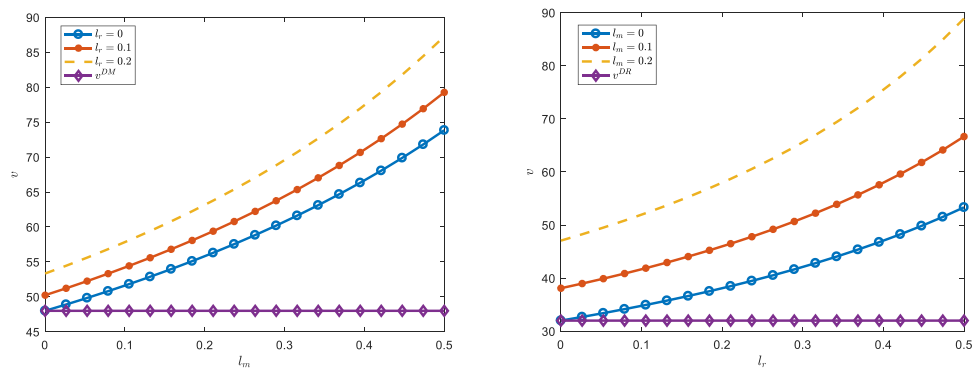 90
85
80
75
70
65
60
55
50
45
v
0
0.1
0.2
0.3
0.4
0.5
l_m
l_r = 0
l_r = 0.1
l_r = 0.2
v^{DM}
90
80
70
60
50
40
30
v
0
0.1
0.2
0.3
0.4
0.5
l_r
l_m = 0
l_m = 0.1
l_m = 0.2
v^{DR}